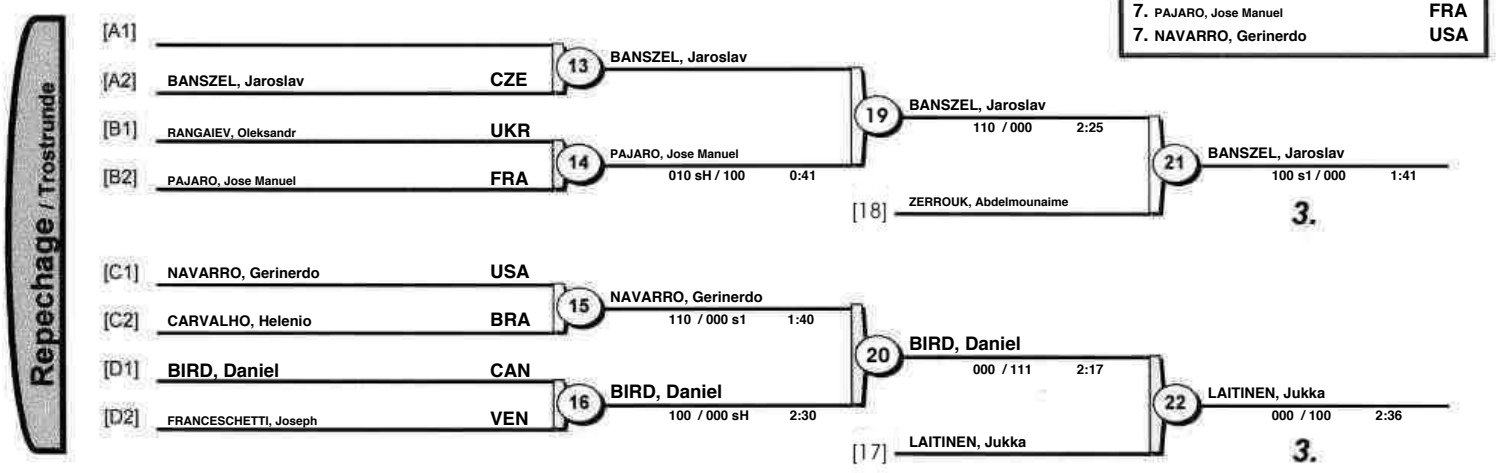 7. PAJARO, Jose Manuel FRA
7. NAVARRO, Gerinerdo USA
Repechage / Trostrunde
[A1]
13 BANSZEL, Jaroslav
[A2] BANSZEL, Jaroslav CZE
19 BANSZEL, Jaroslav
110 / 000 2:25
[B1] RANGAIEV, Oleksandr UKR
14 PAJARO, Jose Manuel
010 sH / 100 0:41
[B2] PAJARO, Jose Manuel FRA
21 BANSZEL, Jaroslav
100 s1 / 000 1:41
[18] ZERROUK, Abdelmounaime
3.
[C1] NAVARRO, Gerinerdo USA
15 NAVARRO, Gerinerdo
110 / 000 s1 1:40
[C2] CARVALHO, Helenio BRA
20 BIRD, Daniel
000 / 111 2:17
[D1] BIRD, Daniel CAN
16 BIRD, Daniel
100 / 000 sH 2:30
[D2] FRANCESCHETTI, Joseph VEN
22 LAITINEN, Jukka
000 / 100 2:36
[17] LAITINEN, Jukka
3.